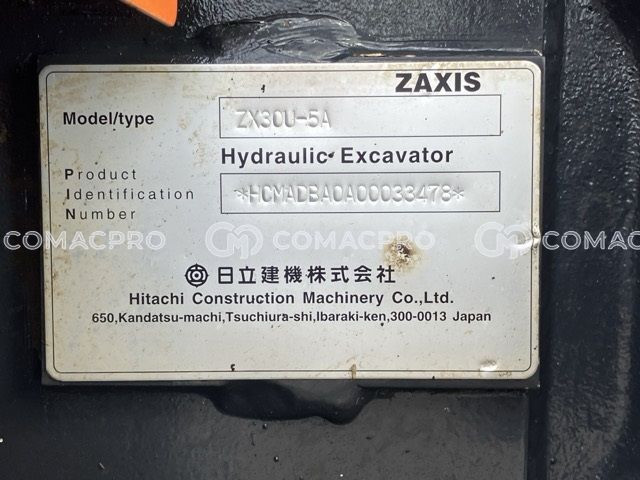 ZAXIS
Model/type ZX30U-5A
Hydraulic Excavator
Product
Identification *HCMADBA0A00033478*
Number
COMACPRO COMACPRO COMACPRO
日立建機株式会社
Hitachi Construction Machinery Co.,Ltd.
650,Kandatsu-machi,Tsuchiura-shi,Ibaraki-ken,300-0013 Japan